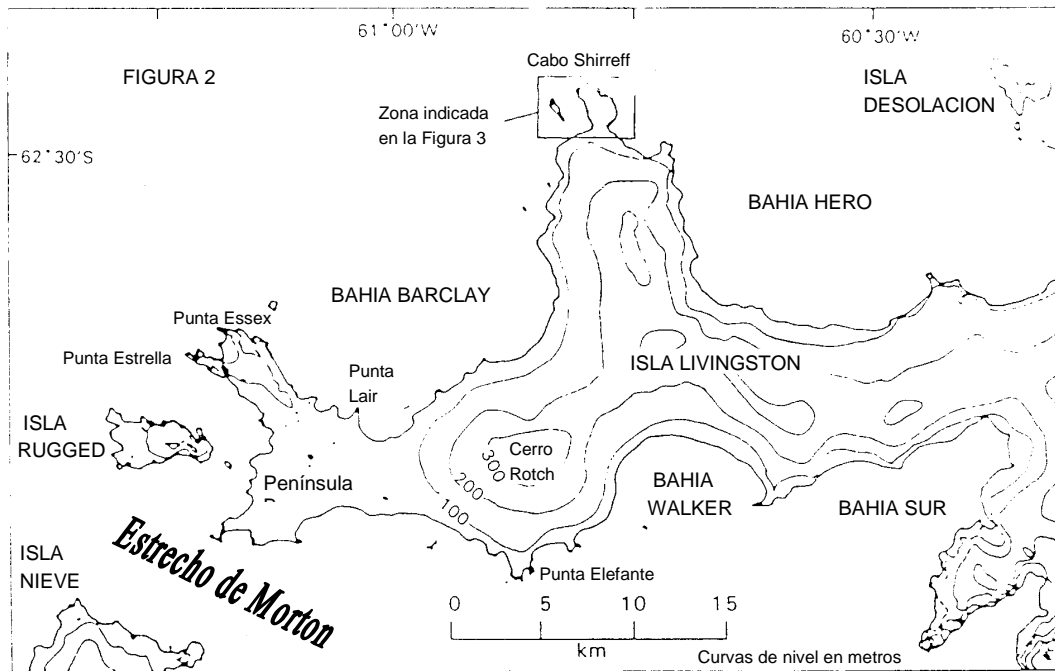 61°00'W
60°30'W
FIGURA 2
Cabo Shirreff
ISLA
DESOLACION
Zona indicada
en la Figura 3
62°30'S
BAHIA HERO
BAHIA BARCLAY
Punta Essex
Punta Estrella
Punta
Lair
ISLA LIVINGSTON
ISLA
RUGGED
Cerro
Rotch
300
200
100
Península
BAHIA
WALKER
BAHIA SUR
Estrecho de Morton
ISLA
NIEVE
Punta Elefante
0 5 10 15
km
Curvas de nivel en metros